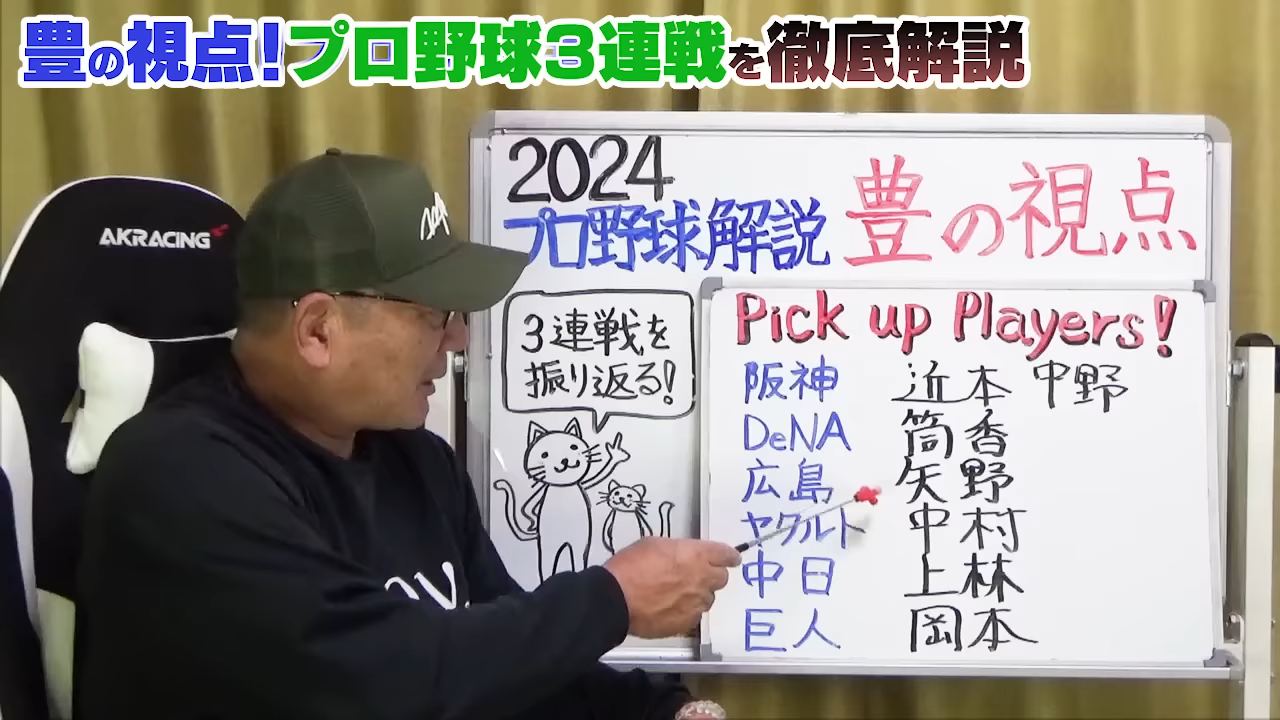 豊の視点!プロ野球3連戦を徹底解説
AKRACING
2024
プロ野球解説 豊の視点
3連戦を
振り返る!
Pick up Players!
阪神 近本 中野
DeNA 筒香
広島 矢野
ヤクルト 中村
中日 上林
巨人 岡本